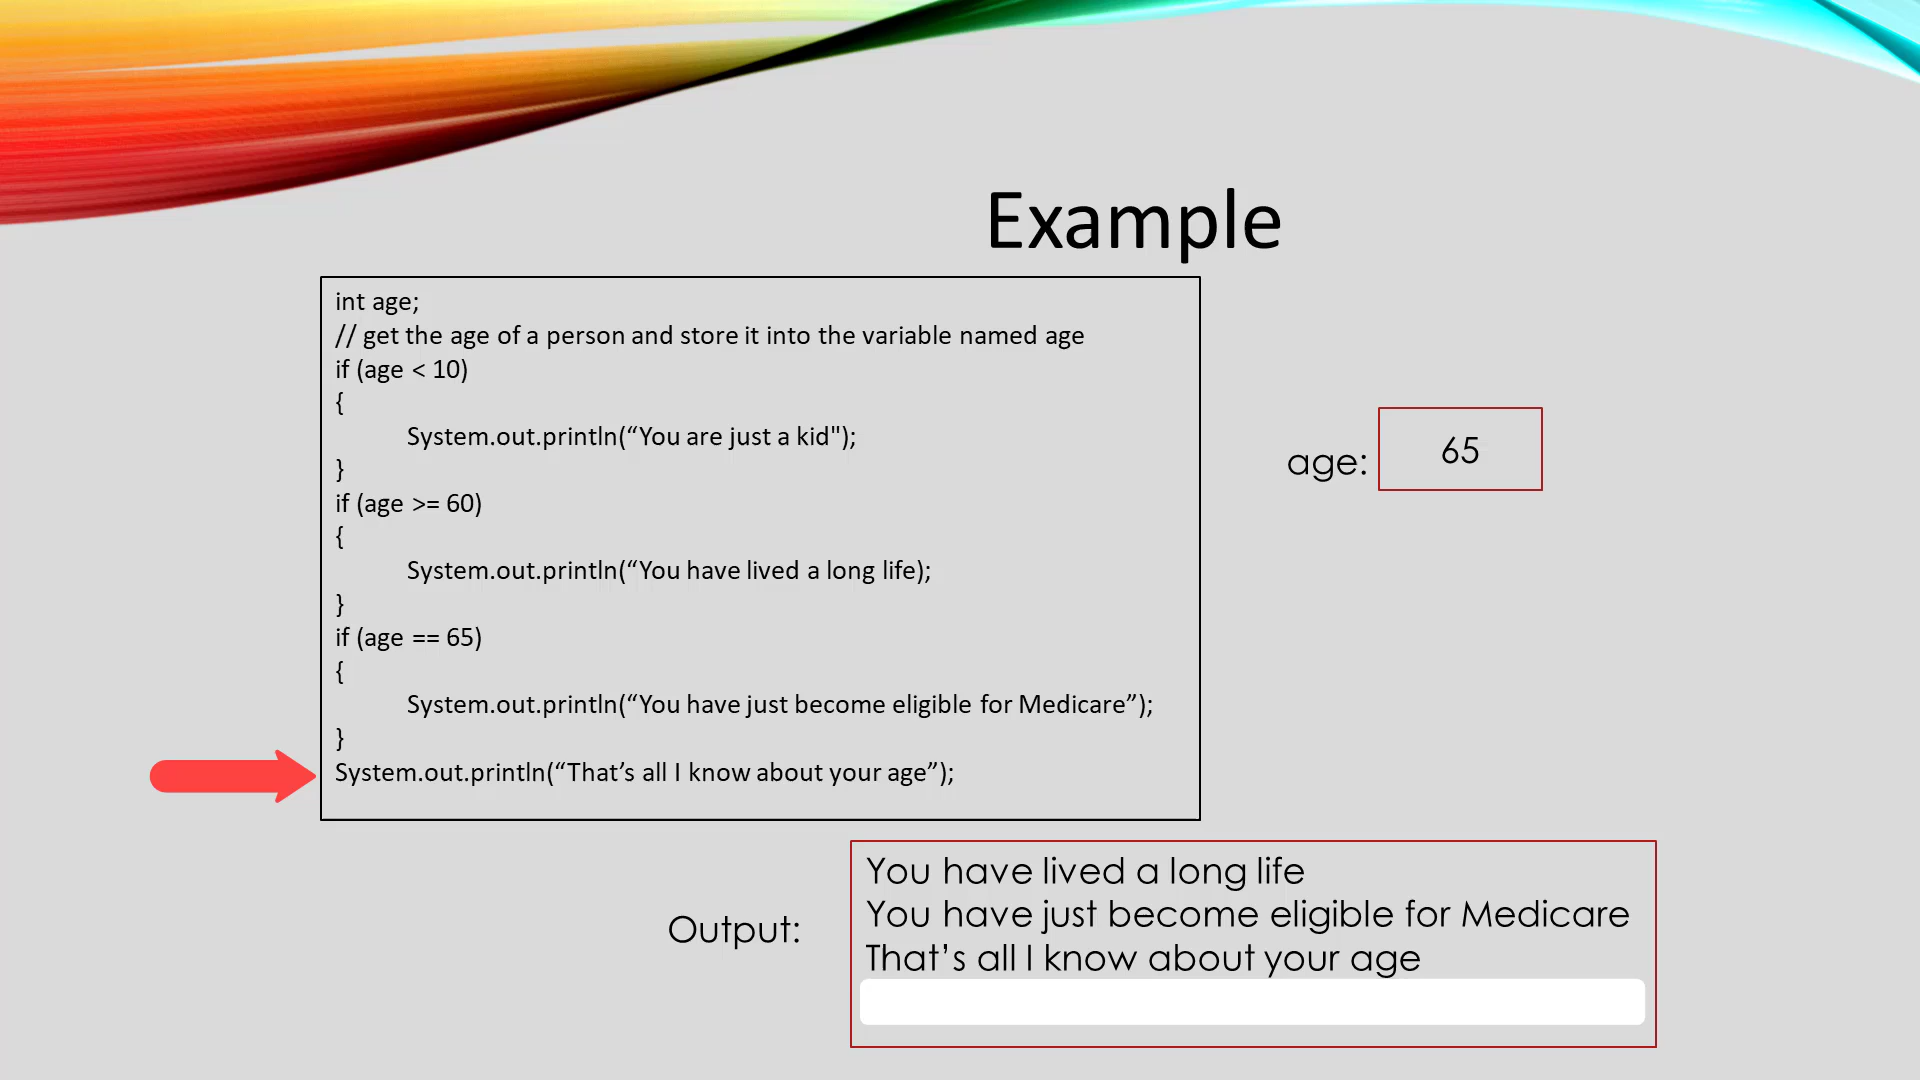 Example
int age;
// get the age of a person and store it into the variable named age
if (age < 10)
{
System.out.println(“You are just a kid");
}
if (age >= 60)
{
System.out.println(“You have lived a long life);
}
if (age == 65)
{
System.out.println(“You have just become eligible for Medicare”);
}
System.out.println(“That’s all I know about your age”);
age:
65
Output:
You have lived a long life
You have just become eligible for Medicare
That’s all I know about your age